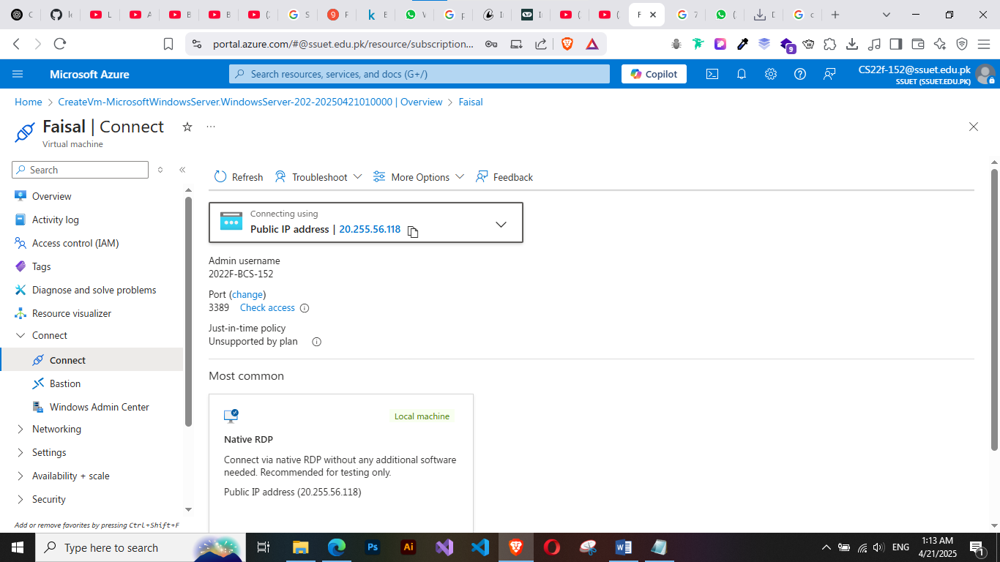 portal.azure.com/#@ssuet.edu.pk/resource/subscription...
9
Microsoft Azure
Search resources, services, and docs (G+/)
Copilot
CS22f-152@ssuet.edu.pk
SSUET (SSUET.EDU.PK)
Home
CreateVm-MicrosoftWindowsServer.WindowsServer-202-20250421010000 | Overview
Faisal
Faisal | Connect
Virtual machine
Search
Overview
Activity log
Access control (IAM)
Tags
Diagnose and solve problems
Resource visualizer
Connect
Connect
Bastion
Windows Admin Center
Networking
Settings
Availability + scale
Security
Add or remove favorites by pressing Ctrl+Shift+F
Refresh
Troubleshoot
More Options
Feedback
Connecting using
Public IP address | 20.255.56.118
Admin username
2022F-BCS-152
Port (change)
3389 Check access
Just-in-time policy
Unsupported by plan
Most common
Local machine
Native RDP
Connect via native RDP without any additional software
needed. Recommended for testing only.
Public IP address (20.255.56.118)
Type here to search
Ps
Ai
ENG
1:13 AM
4/21/2025
1